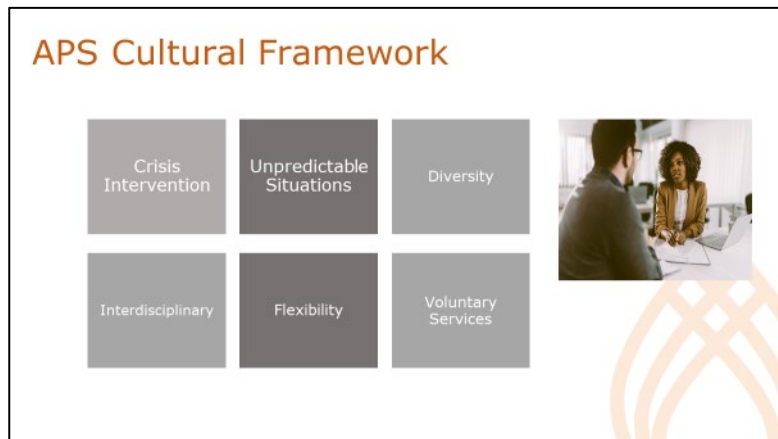 APS Cultural Framework
Crisis
Intervention
Unpredictable
Situations
Diversity
Interdisciplinary
Flexibility
Voluntary
Services